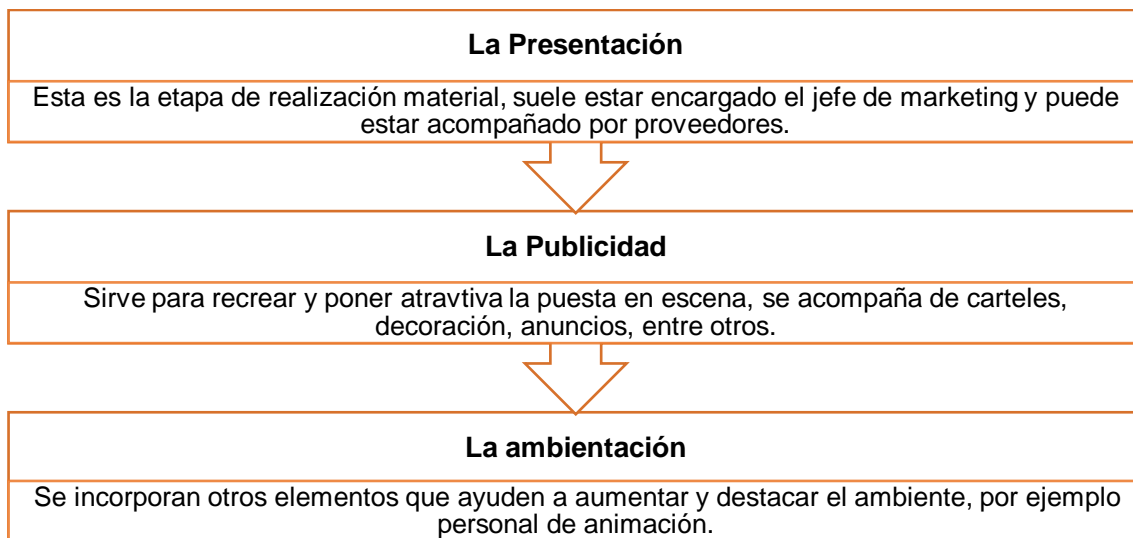 La Presentación
Esta es la etapa de realización material, suele estar encargado el jefe de marketing y puede
estar acompañado por proveedores.
La Publicidad
Sirve para recrear y poner atravtiva la puesta en escena, se acompaña de carteles,
decoración, anuncios, entre otros.
La ambientación
Se incorporan otros elementos que ayuden a aumentar y destacar el ambiente, por ejemplo
personal de animación.